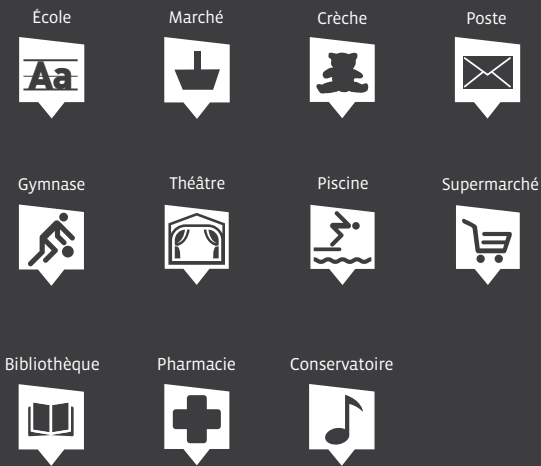 École Marché Crèche Poste
Aa
Gymnase Théâtre Piscine Supermarché
Bibliothèque Pharmacie Conservatoire